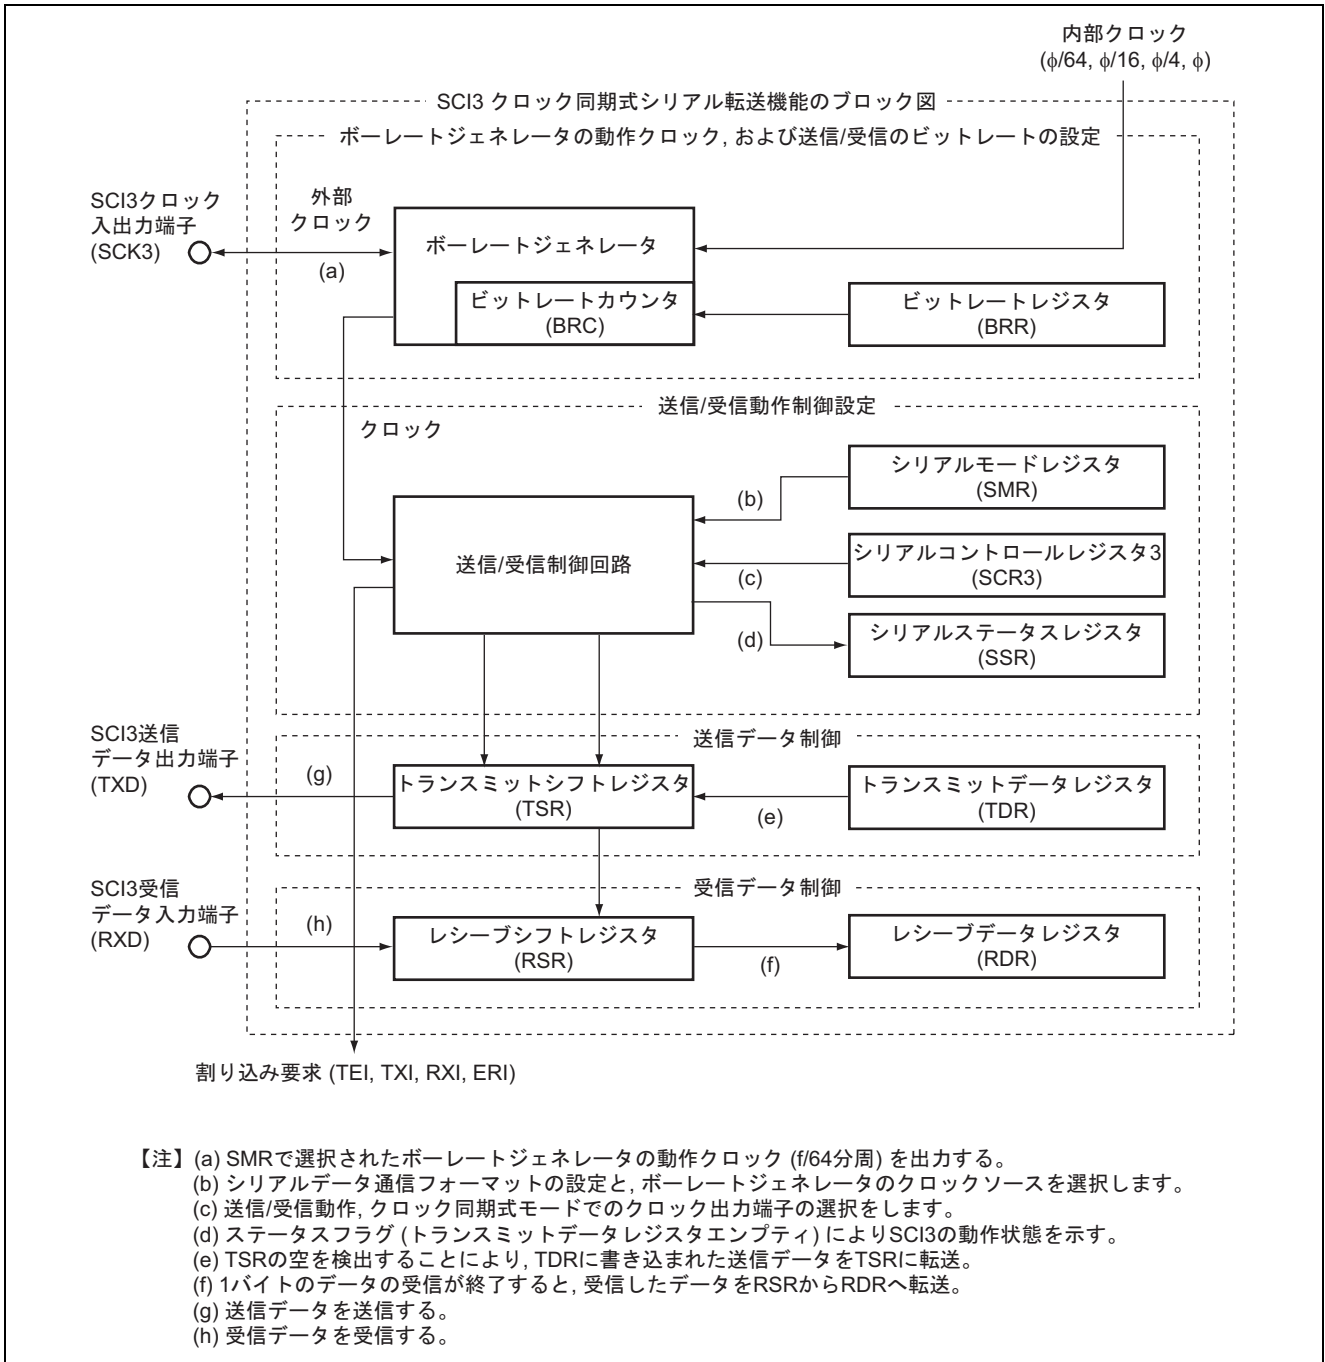 内部クロック
(ϕ/64, ϕ/16, ϕ/4, ϕ)
SCI3 クロック同期式シリアル転送機能のブロック図
ボーレートジェネレータの動作クロック, および送信/受信のビットレートの設定
SCI3クロック
入出力端子
(SCK3)
外部
クロック
(a)
ボーレートジェネレータ
ビットレートカウンタ
(BRC)
ビットレートレジスタ
(BRR)
送信/受信動作制御設定
クロック
シリアルモードレジスタ
(SMR)
(b)
送信/受信制御回路
シリアルコントロールレジスタ3
(SCR3)
(c)
シリアルステータスレジスタ
(SSR)
(d)
SCI3送信
データ出力端子
(TXD)
送信データ制御
(g)
トランスミットシフトレジスタ
(TSR)
(e)
トランスミットデータレジスタ
(TDR)
SCI3受信
データ入力端子
(RXD)
受信データ制御
(h)
レシーブシフトレジスタ
(RSR)
(f)
レシーブデータレジスタ
(RDR)
割り込み要求 (TEI, TXI, RXI, ERI)
【注】(a) SMRで選択されたボーレートジェネレータの動作クロック (f/64分周) を出力する。
(b) シリアルデータ通信フォーマットの設定と, ボーレートジェネレータのクロックソースを選択します。
(c) 送信/受信動作, クロック同期式モードでのクロック出力端子の選択をします。
(d) ステータスフラグ (トランスミットデータレジスタエンプティ) によりSCI3の動作状態を示す。
(e) TSRの空を検出することにより, TDRに書き込まれた送信データをTSRに転送。
(f) 1バイトのデータの受信が終了すると, 受信したデータをRSRからRDRへ転送。
(g) 送信データを送信する。
(h) 受信データを受信する。